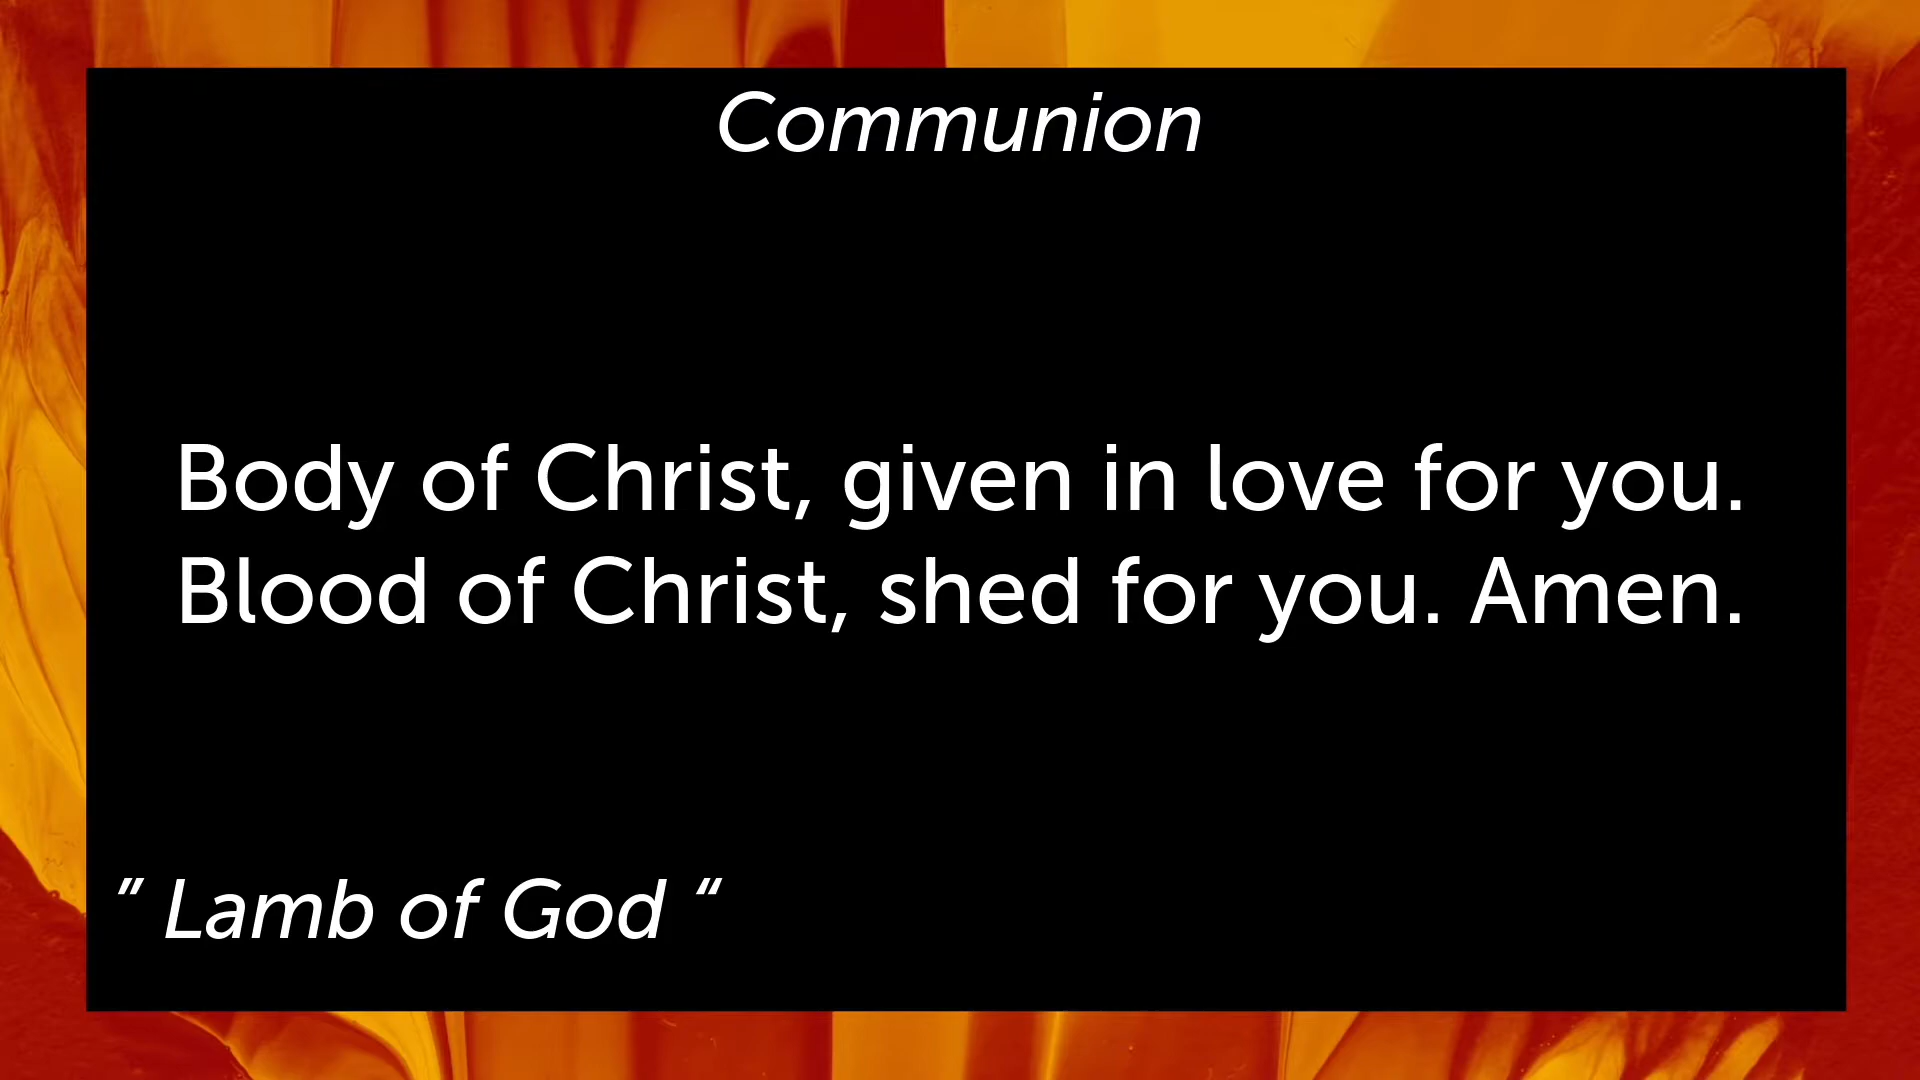 Communion
Body of Christ, given in love for you.
Blood of Christ, shed for you. Amen.
” Lamb of God “